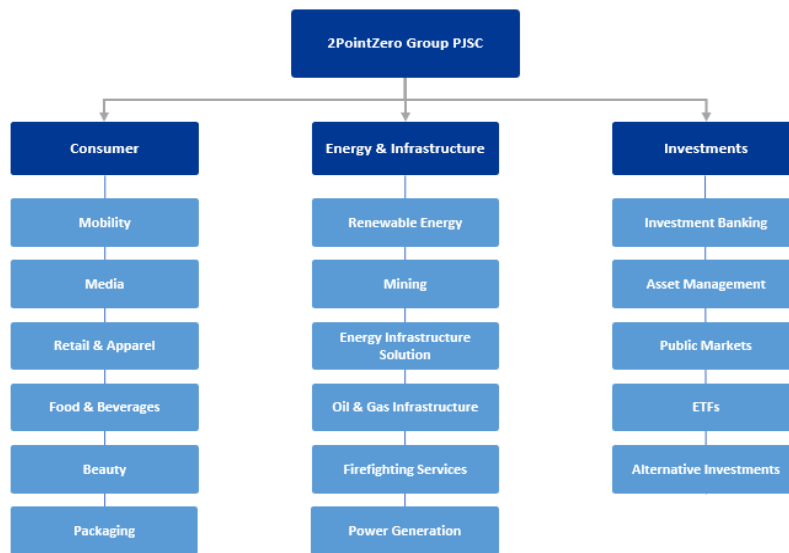 2PointZero Group PJSC
Consumer
Energy & Infrastructure
Investments
Mobility
Renewable Energy
Investment Banking
Media
Mining
Asset Management
Retail & Apparel
Energy Infrastructure
Solution
Public Markets
Food & Beverages
Oil & Gas Infrastructure
ETFs
Beauty
Firefighting Services
Alternative Investments
Packaging
Power Generation